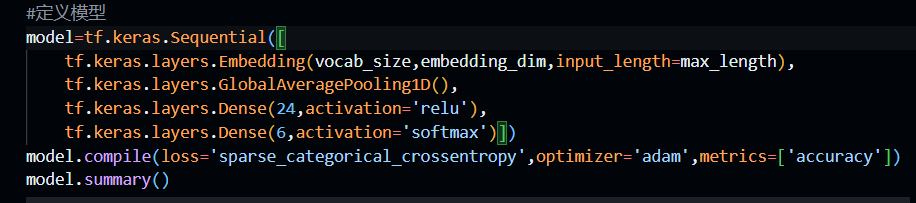 #定义模型
model=tf.keras.Sequential([
    tf.keras.layers.Embedding(vocab_size,embedding_dim,input_length=max_length),
    tf.keras.layers.GlobalAveragePooling1D(),
    tf.keras.layers.Dense(24,activation='relu'),
    tf.keras.layers.Dense(6,activation='softmax')])
model.compile(loss='sparse_categorical_crossentropy',optimizer='adam',metrics=['accuracy'])
model.summary()